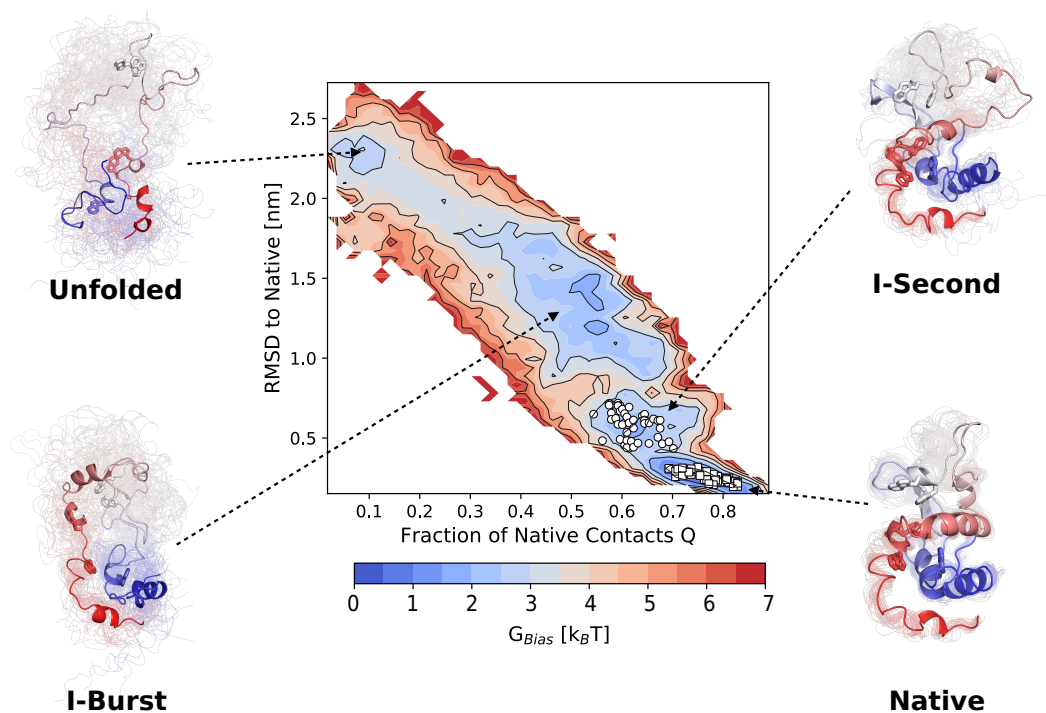 Unfolded
I-Second
I-Burst
Native
RMSD to Native [nm]
2.5
2.0
1.5
1.0
0.5
0.1 0.2 0.3 0.4 0.5 0.6 0.7 0.8
Fraction of Native Contacts Q
0 1 2 3 4 5 6 7
G_Bias [k_BT]